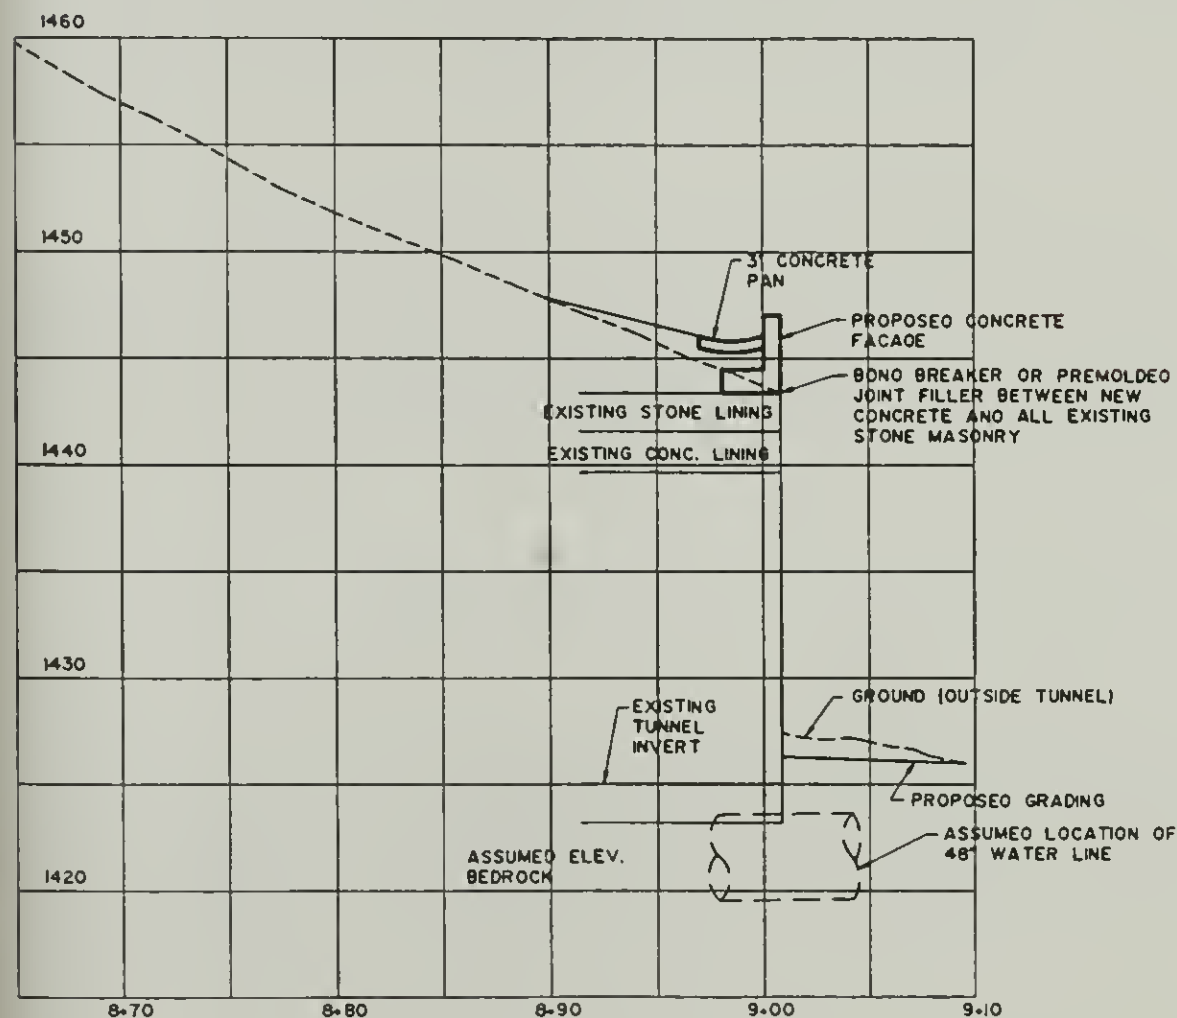 1460
1450
3' CONCRETE
PAN
PROPOSEO CONCRETE
FACAOE
BONO BREAKER OR PREMOLDEO
JOINT FILLER BETWEEN NEW
CONCRETE ANO ALL EXISTING
STONE MASONRY
EXISTING STONE LINING
1440
EXISTING CONC. LINING
1430
GROUND (OUTSIDE TUNNEL)
EXISTING
TUNNEL
INVERT
PROPOSEO GRADING
ASSUMEO LOCATION OF
48" WATER LINE
ASSUMED ELEV.
BEDROCK
1420
8+70
8+80
8+90
9+00
9+10